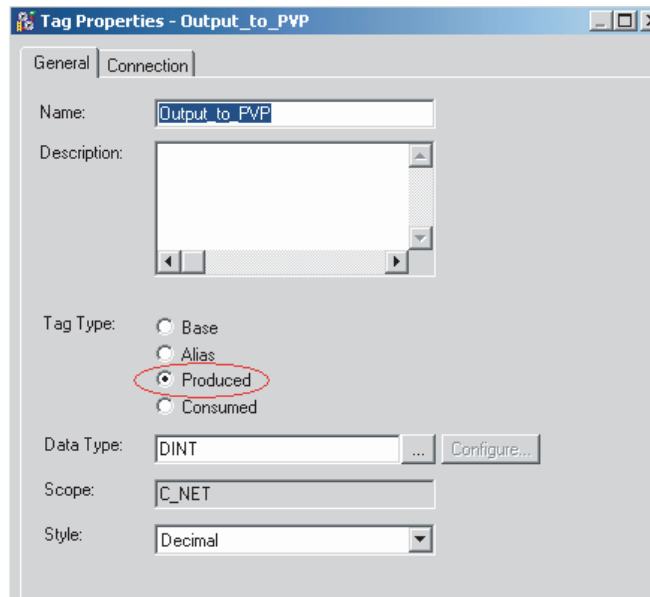 Tag Properties - Output_to_PVP
General Connection
Name: Output_to_PVP
Description:
Tag Type:
Base
Alias
Produced
Consumed
Data Type: DINT ... Configure...
Scope: C_NET
Style: Decimal